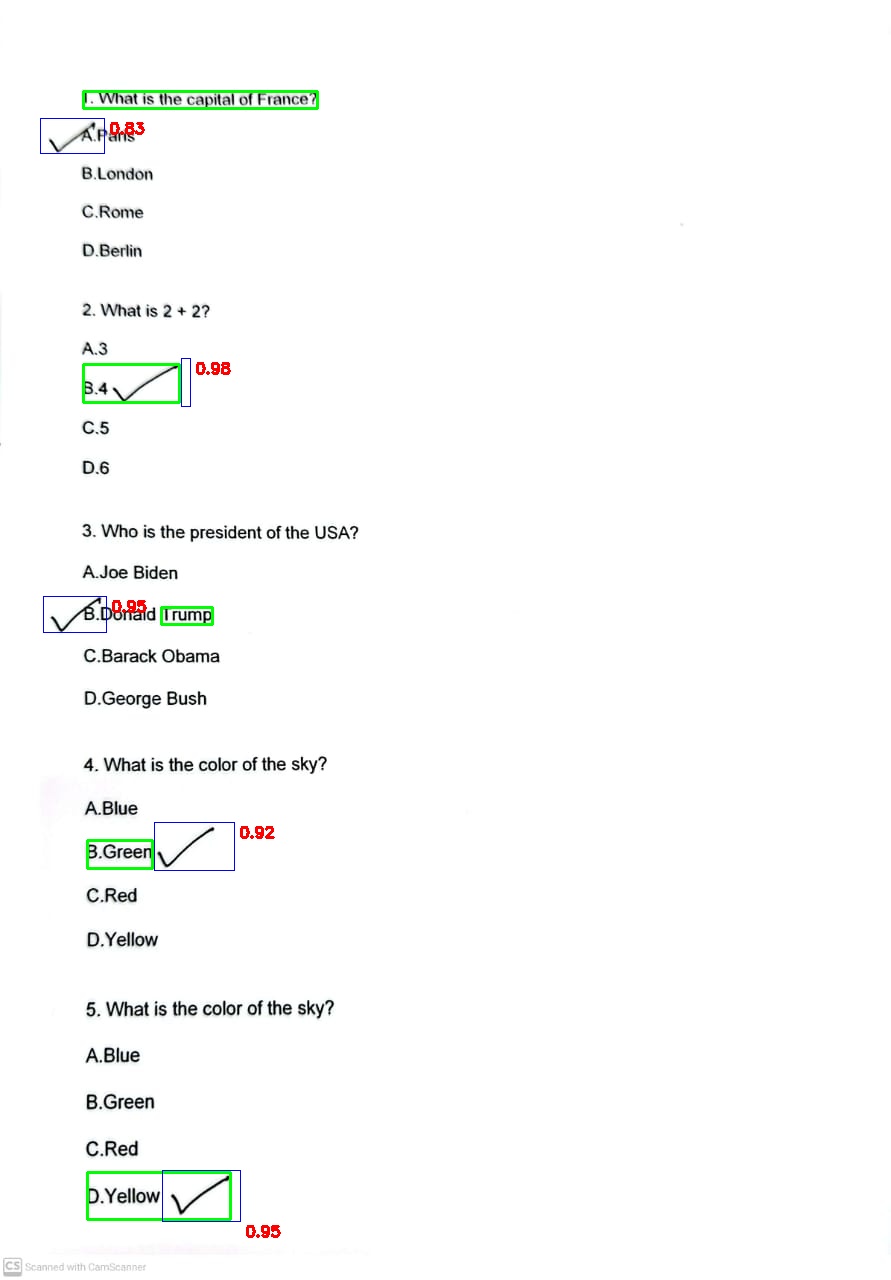 1. What is the capital of France?
A.Paris 0.83
B.London
C.Rome
D.Berlin
2. What is 2 + 2?
A.3
B.4 0.98
C.5
D.6
3. Who is the president of the USA?
A.Joe Biden
B.Donald Trump 0.95
C.Barack Obama
D.George Bush
4. What is the color of the sky?
A.Blue
B.Green 0.92
C.Red
D.Yellow
5. What is the color of the sky?
A.Blue
B.Green
C.Red
D.Yellow
0.95
CS Scanned with CamScanner